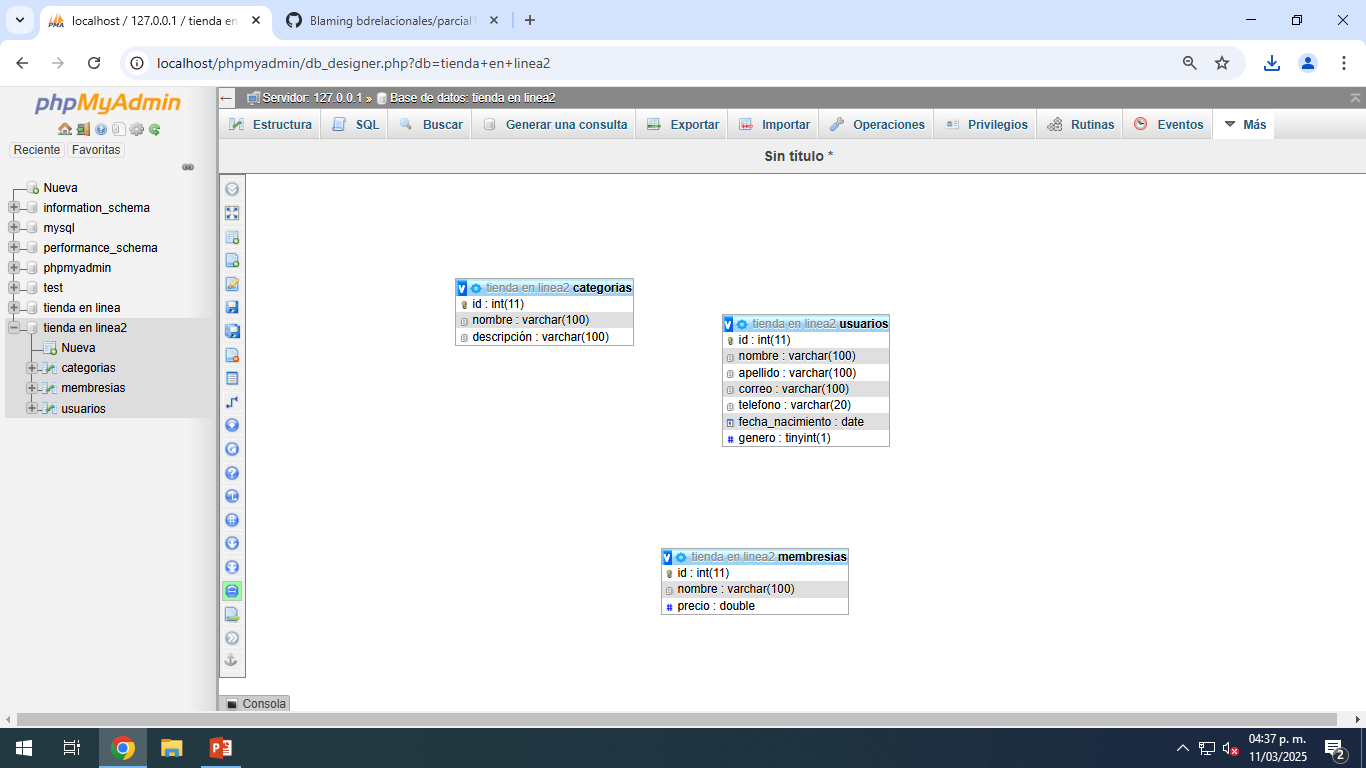 localhost / 127.0.0.1 / tienda en
Blaming bdrelacionales/parcial1
localhost/phpmyadmin/db_designer.php?db=tienda+en+linea2
phpMyAdmin
Reciente Favoritas
Nueva
information_schema
mysql
performance_schema
phpmyadmin
test
tienda en linea
tienda en linea2
Nueva
categorias
membresias
usuarios
Servidor: 127.0.0.1 » Base de datos: tienda en linea2
Estructura SQL Buscar Generar una consulta Exportar Importar Operaciones Privilegios Rutinas Eventos Más
Sin título *
tienda en linea2 categorias
id : int(11)
nombre : varchar(100)
descripción : varchar(100)
tienda en linea2 usuarios
id : int(11)
nombre : varchar(100)
apellido : varchar(100)
correo : varchar(100)
telefono : varchar(20)
fecha_nacimiento : date
genero : tinyint(1)
tienda en linea2 membresias
id : int(11)
nombre : varchar(100)
precio : double
Consola
04:37 p. m.
11/03/2025
2